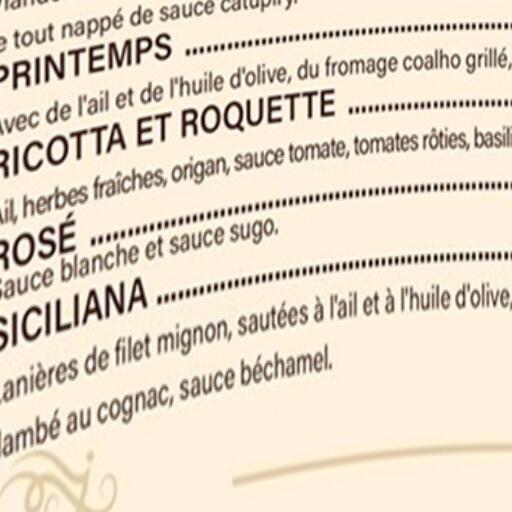 e tout nappé de sauce catupiry.
PRINTEMPS
Avec de l'ail et de l'huile d'olive, du fromage coalho grillé,
RICOTTA ET ROQUETTE
Ail, herbes fraîches, origan, sauce tomate, tomates rôties, basili
ROSÉ
Sauce blanche et sauce sugo.
SICILIANA
Lanières de filet mignon, sautées à l'ail et à l'huile d'olive,
lambé au cognac, sauce béchamel.